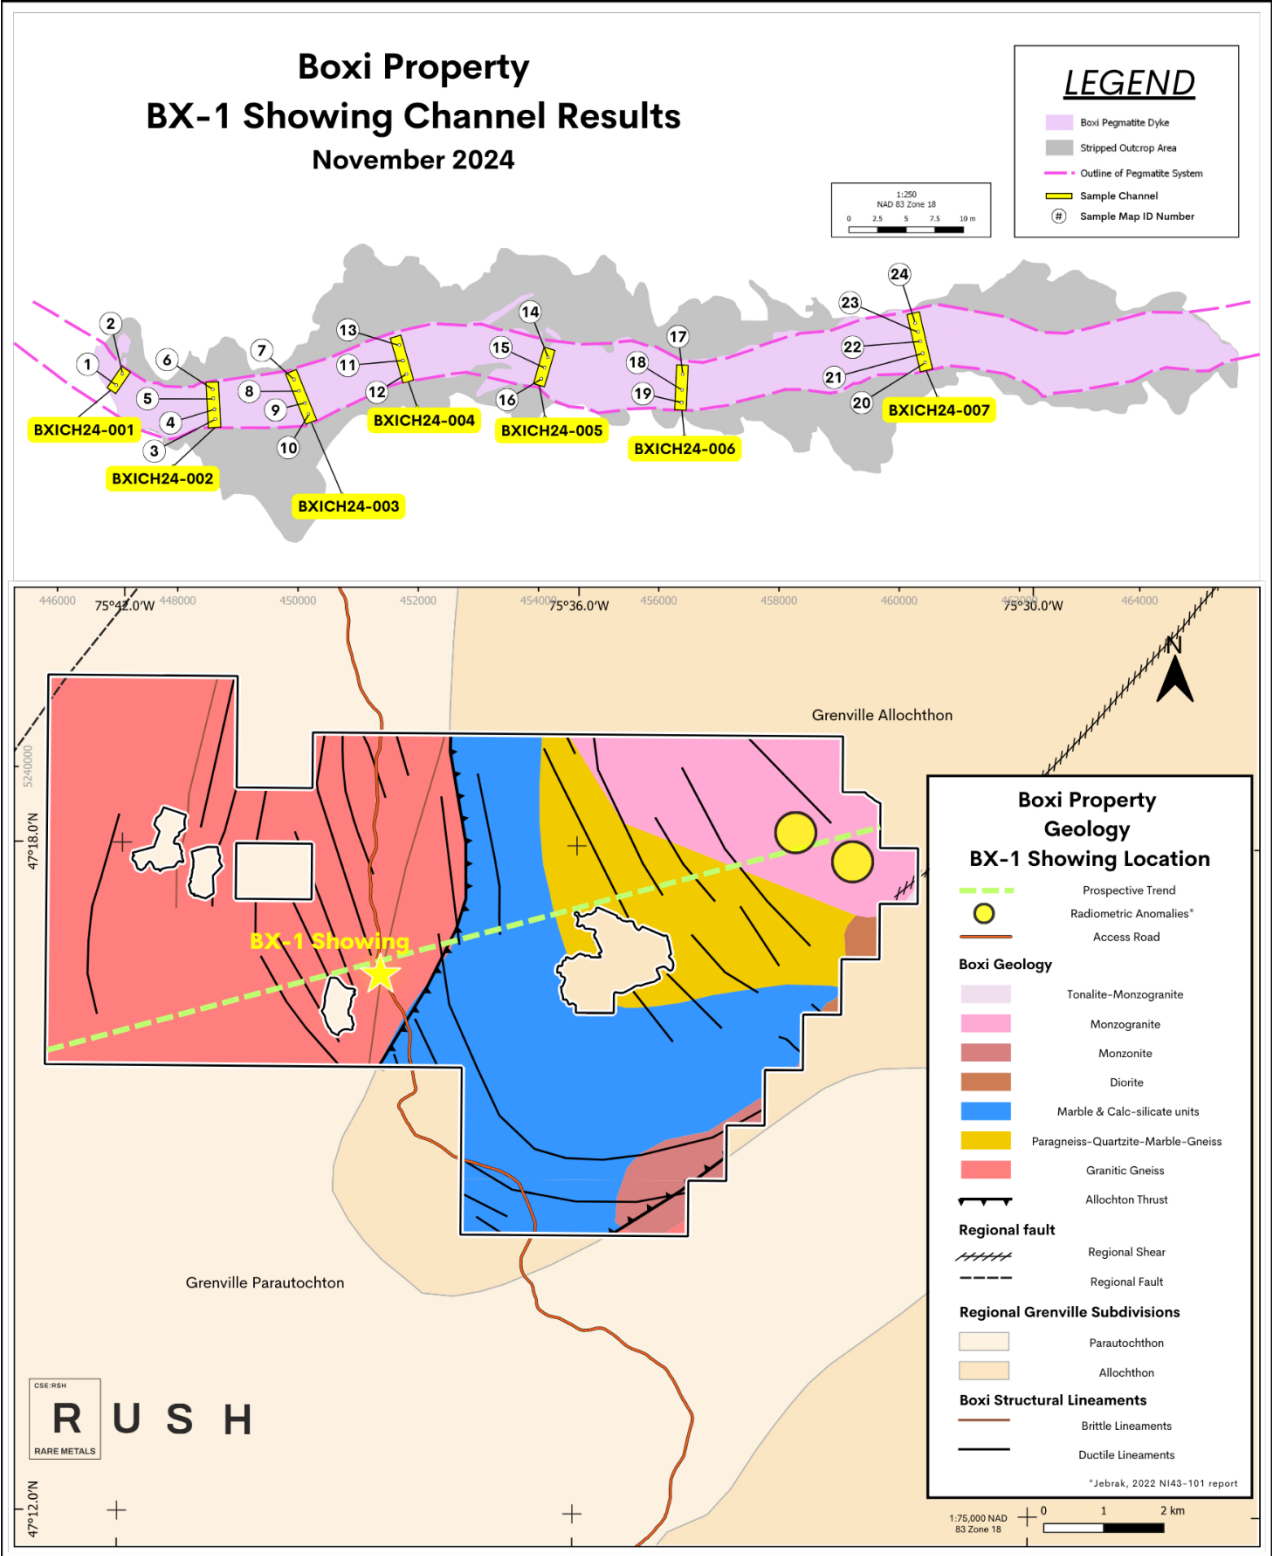 Boxi Property
BX-1 Showing Channel Results
November 2024
LEGEND
Boxi Pegmatite Dyke
Stripped Outcrop Area
Outline of Pegmatite System
Sample Channel
# Sample Map ID Number
1:250
NAD 83 Zone 18
0 2.5 5 7.5 10 m
24
23
22
21
20
2
1
6
5
4
3
7
8
9
10
13
11
12
14
15
16
17
18
19
BXICH24-001
BXICH24-002
BXICH24-003
BXICH24-004
BXICH24-005
BXICH24-006
BXICH24-007
446000 448000 450000 452000 454000 456000 458000 460000 462000 464000
75°42.0'W 75°36.0'W 75°30.0'W
N
5240000
47°18.0'N
47°12.0'N
Grenville Allochthon
BX-1 Showing
Grenville Parautochton
Boxi Property
Geology
BX-1 Showing Location
Prospective Trend
Radiometric Anomalies*
Access Road
Boxi Geology
Tonalite-Monzogranite
Monzogranite
Monzonite
Diorite
Marble & Calc-silicate units
Paragneiss-Quartzite-Marble-Gneiss
Granitic Gneiss
Allochton Thrust
Regional fault
Regional Shear
Regional Fault
Regional Grenville Subdivisions
Parautochthon
Allochthon
Boxi Structural Lineaments
Brittle Lineaments
Ductile Lineaments
*Jebrak, 2022 NI43-101 report
CSE:RSH
RUSH
RARE METALS
1:75,000 NAD
83 Zone 18
0 1 2 km